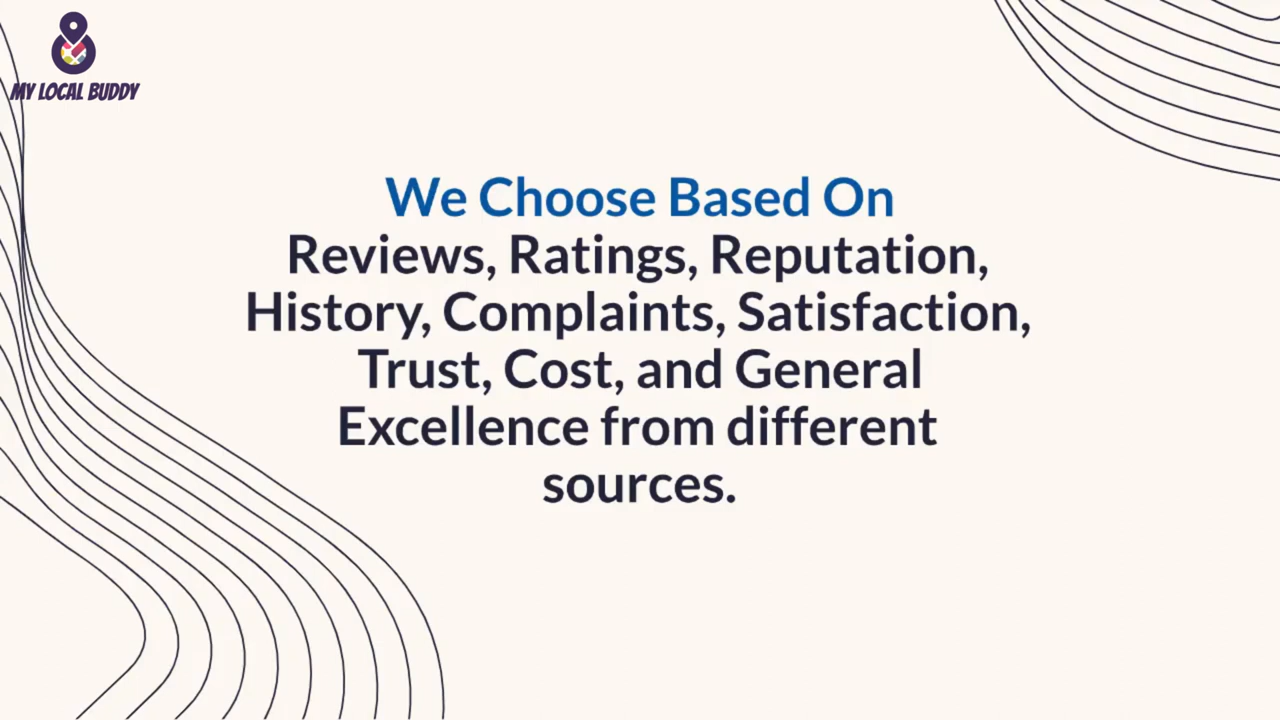 MY LOCAL BUDDY
We Choose Based On
Reviews, Ratings, Reputation,
History, Complaints, Satisfaction,
Trust, Cost, and General
Excellence from different
sources.